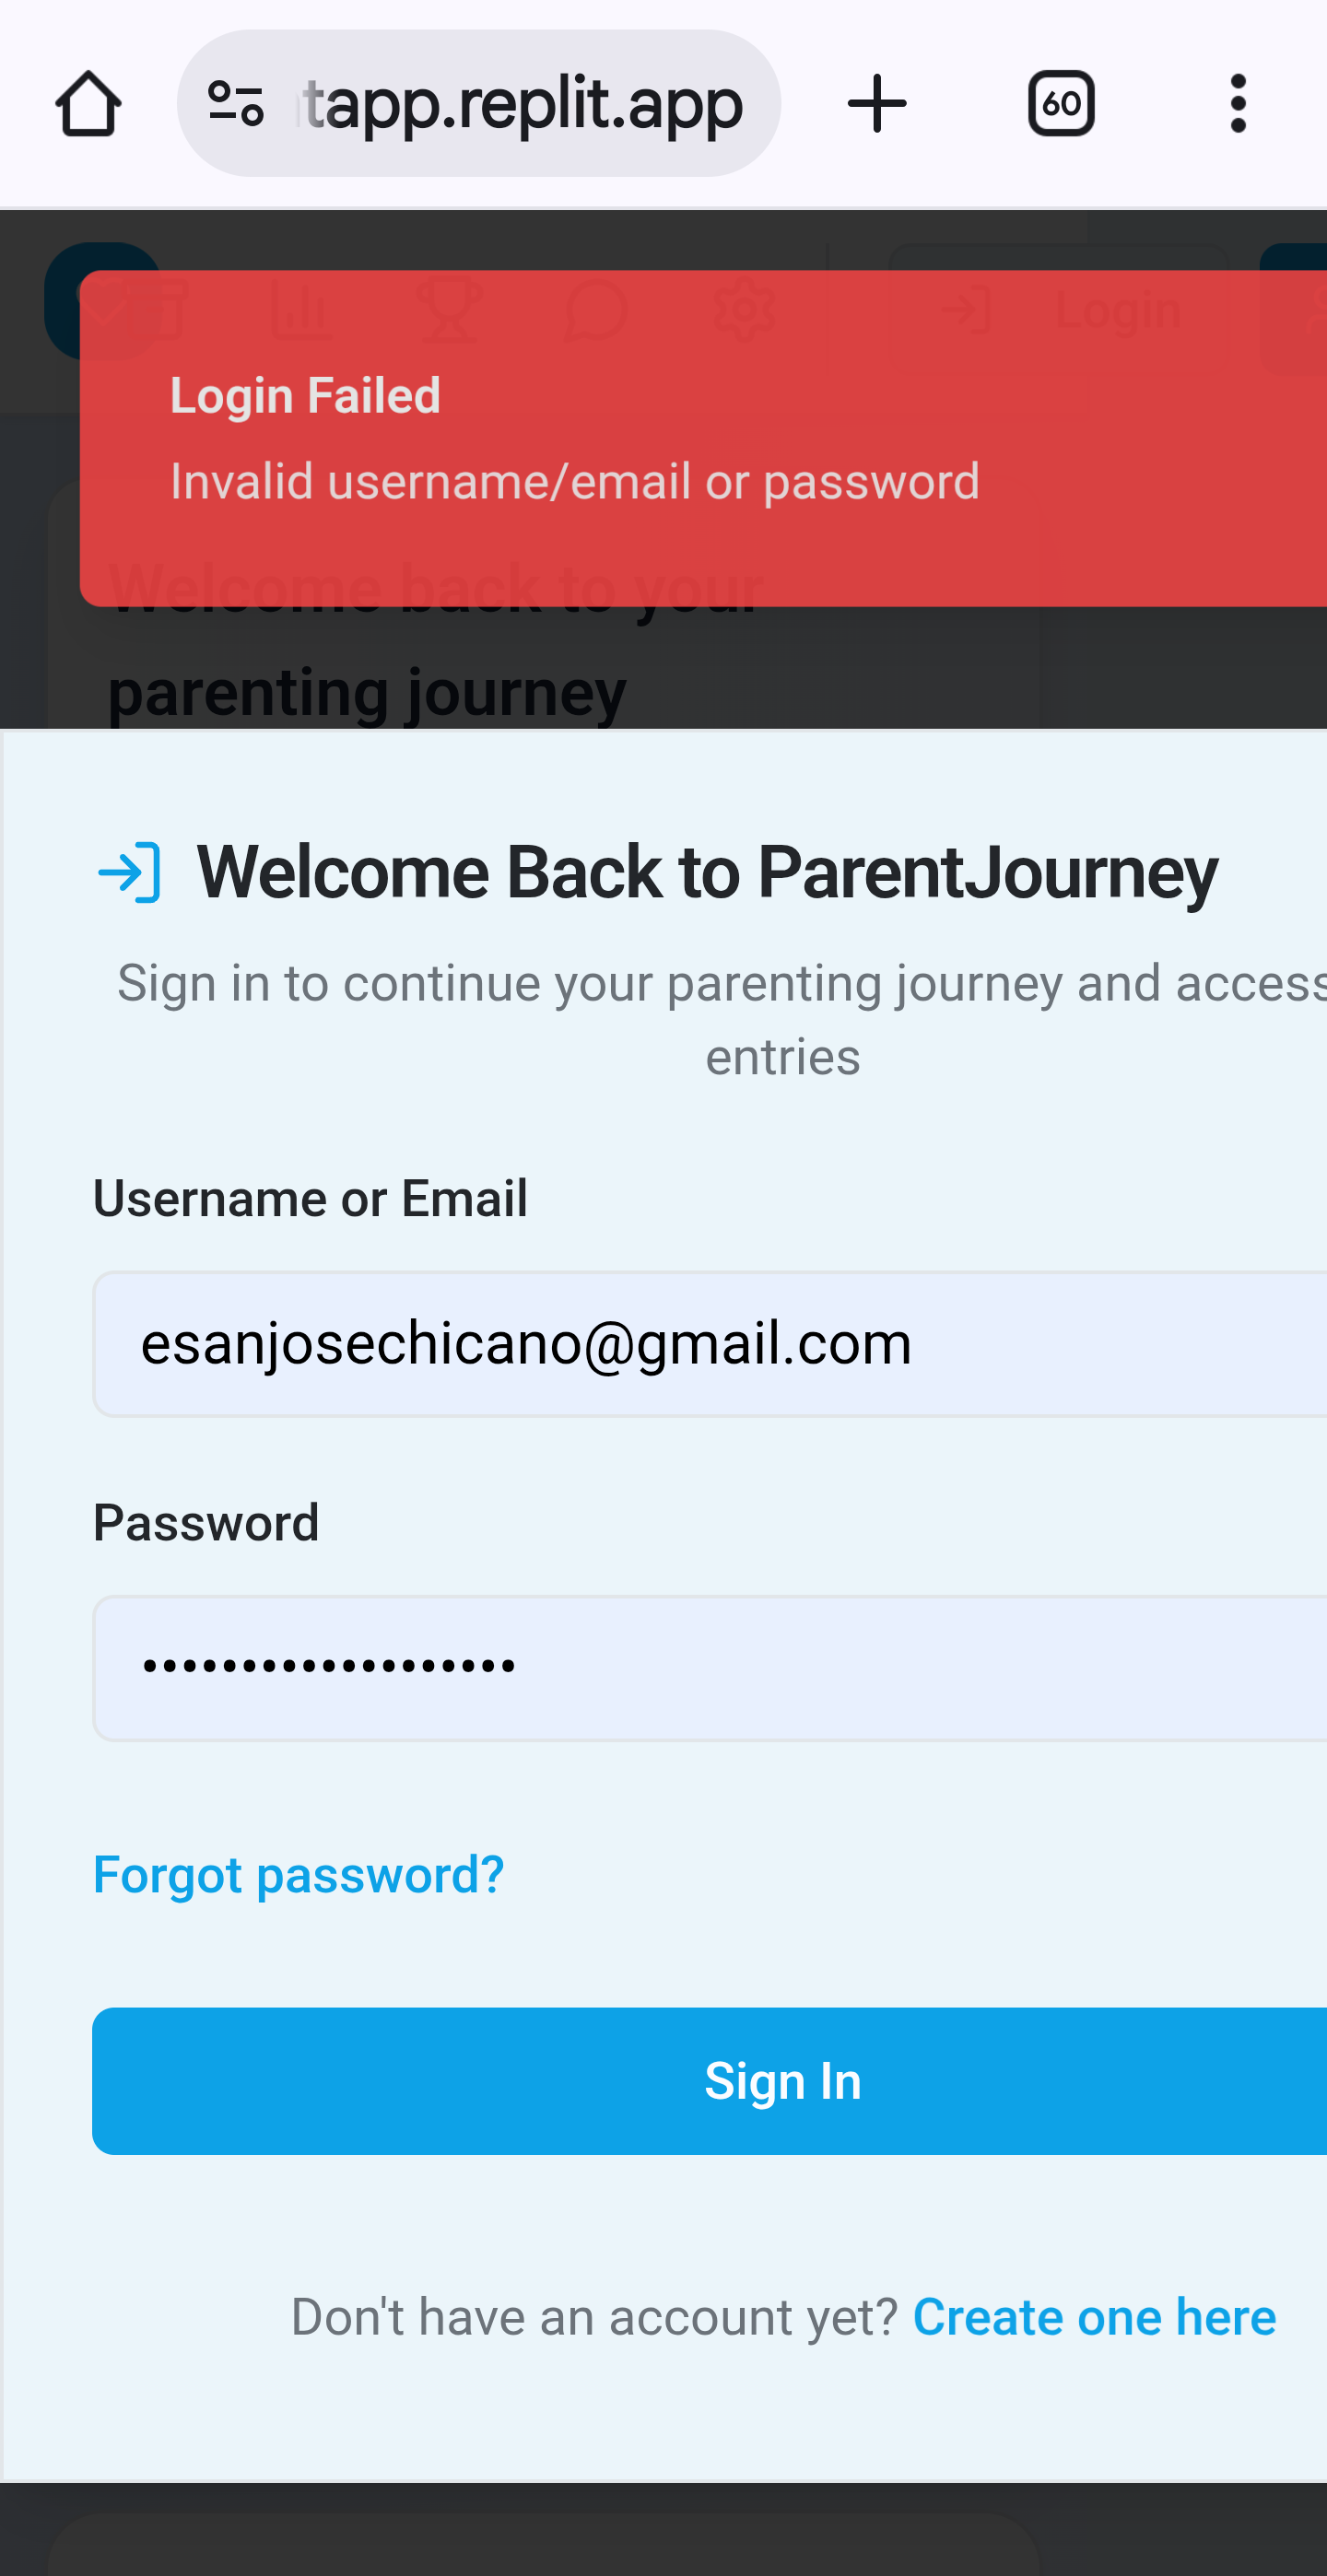 tapp.replit.app
60
Login
Login Failed
Invalid username/email or password
Welcome back to your
parenting journey
Welcome Back to ParentJourney
Sign in to continue your parenting journey and access
entries
Username or Email
esanjosechicano@gmail.com
Password
Forgot password?
Sign In
Don't have an account yet? Create one here